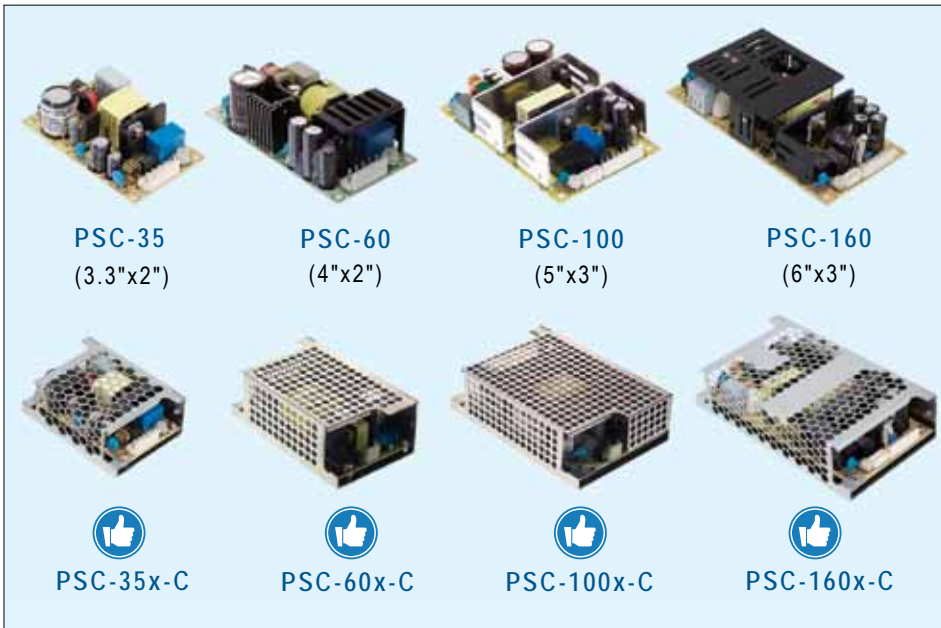 PSC-35 PSC-60 PSC-100 PSC-160
(3.3"x2") (4"x2") (5"x3") (6"x3")
PSC-35x-C PSC-60x-C PSC-100x-C PSC-160x-C